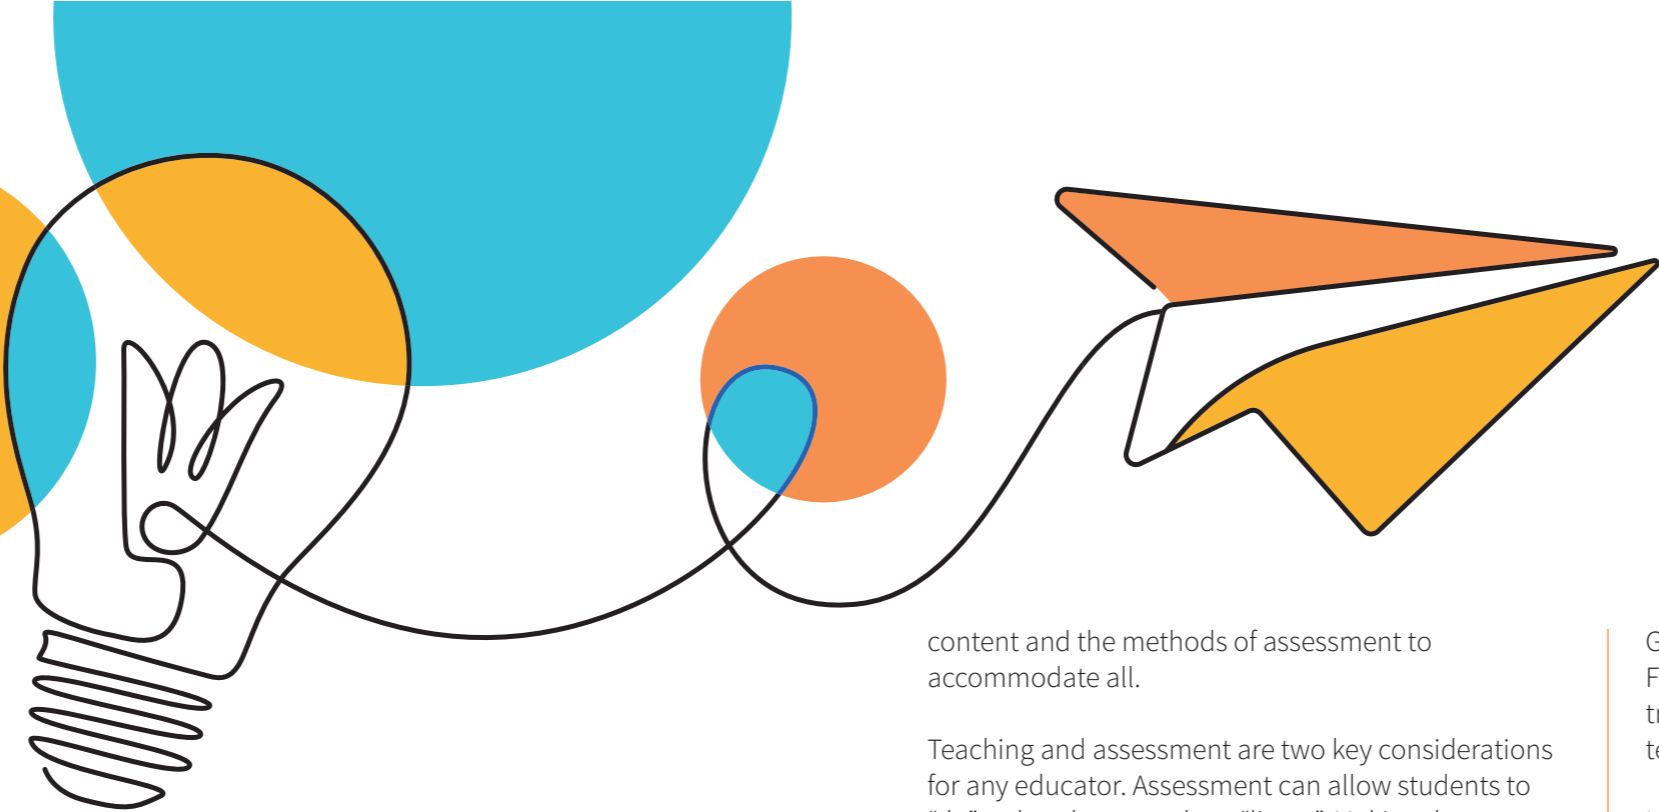 content and the methods of assessment to
accommodate all.
Teaching and assessment are two key considerations
for any educator. Assessment can allow students to